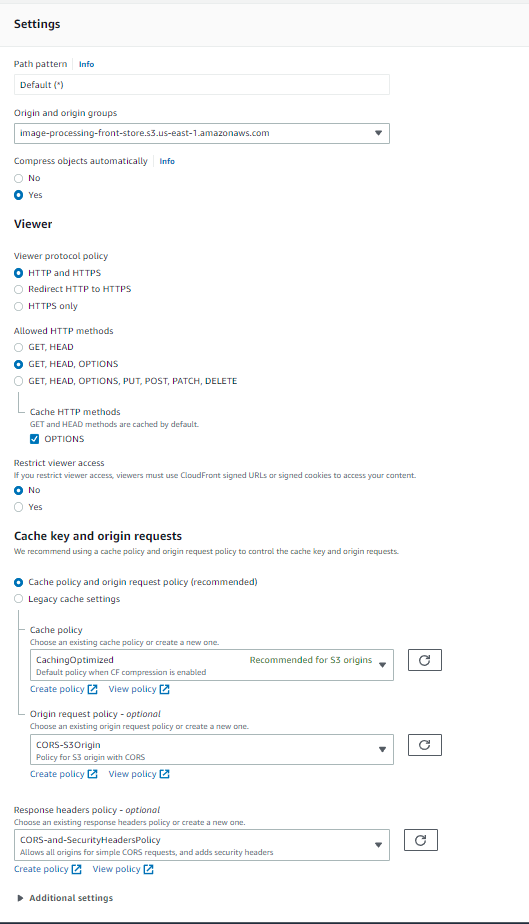 Settings
Path pattern | Info
Default (*)
Origin and origin groups
image-processing-front-store.s3.us-east-1.amazonaws.com
Compress objects automatically | Info
No
Yes
Viewer
Viewer protocol policy
HTTP and HTTPS
Redirect HTTP to HTTPS
HTTPS only
Allowed HTTP methods
GET, HEAD
GET, HEAD, OPTIONS
GET, HEAD, OPTIONS, PUT, POST, PATCH, DELETE
Cache HTTP methods
GET and HEAD methods are cached by default.
OPTIONS
Restrict viewer access
If you restrict viewer access, viewers must use CloudFront signed URLs or signed cookies to access your content.
No
Yes
Cache key and origin requests
We recommend using a cache policy and origin request policy to control the cache key and origin requests.
Cache policy and origin request policy (recommended)
Legacy cache settings
Cache policy
Choose an existing cache policy or create a new one.
CachingOptimized Recommended for S3 origins
Default policy when CF compression is enabled
Create policy View policy
Origin request policy - optional
Choose an existing origin request policy or create a new one.
CORS-S3Origin
Policy for S3 origin with CORS
Create policy View policy
Response headers policy - optional
Choose an existing response headers policy or create a new one.
CORS-and-SecurityHeadersPolicy
Allows all origins for simple CORS requests, and adds security headers
Create policy View policy
Additional settings